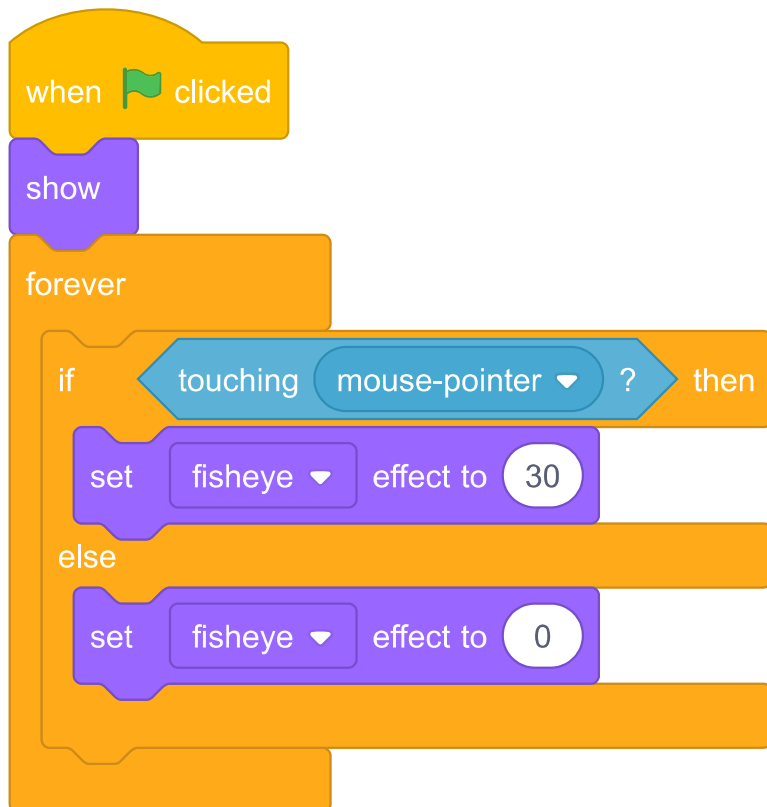 when clicked
show
forever
if touching mouse-pointer ? then
set fisheye effect to 30
else
set fisheye effect to 0